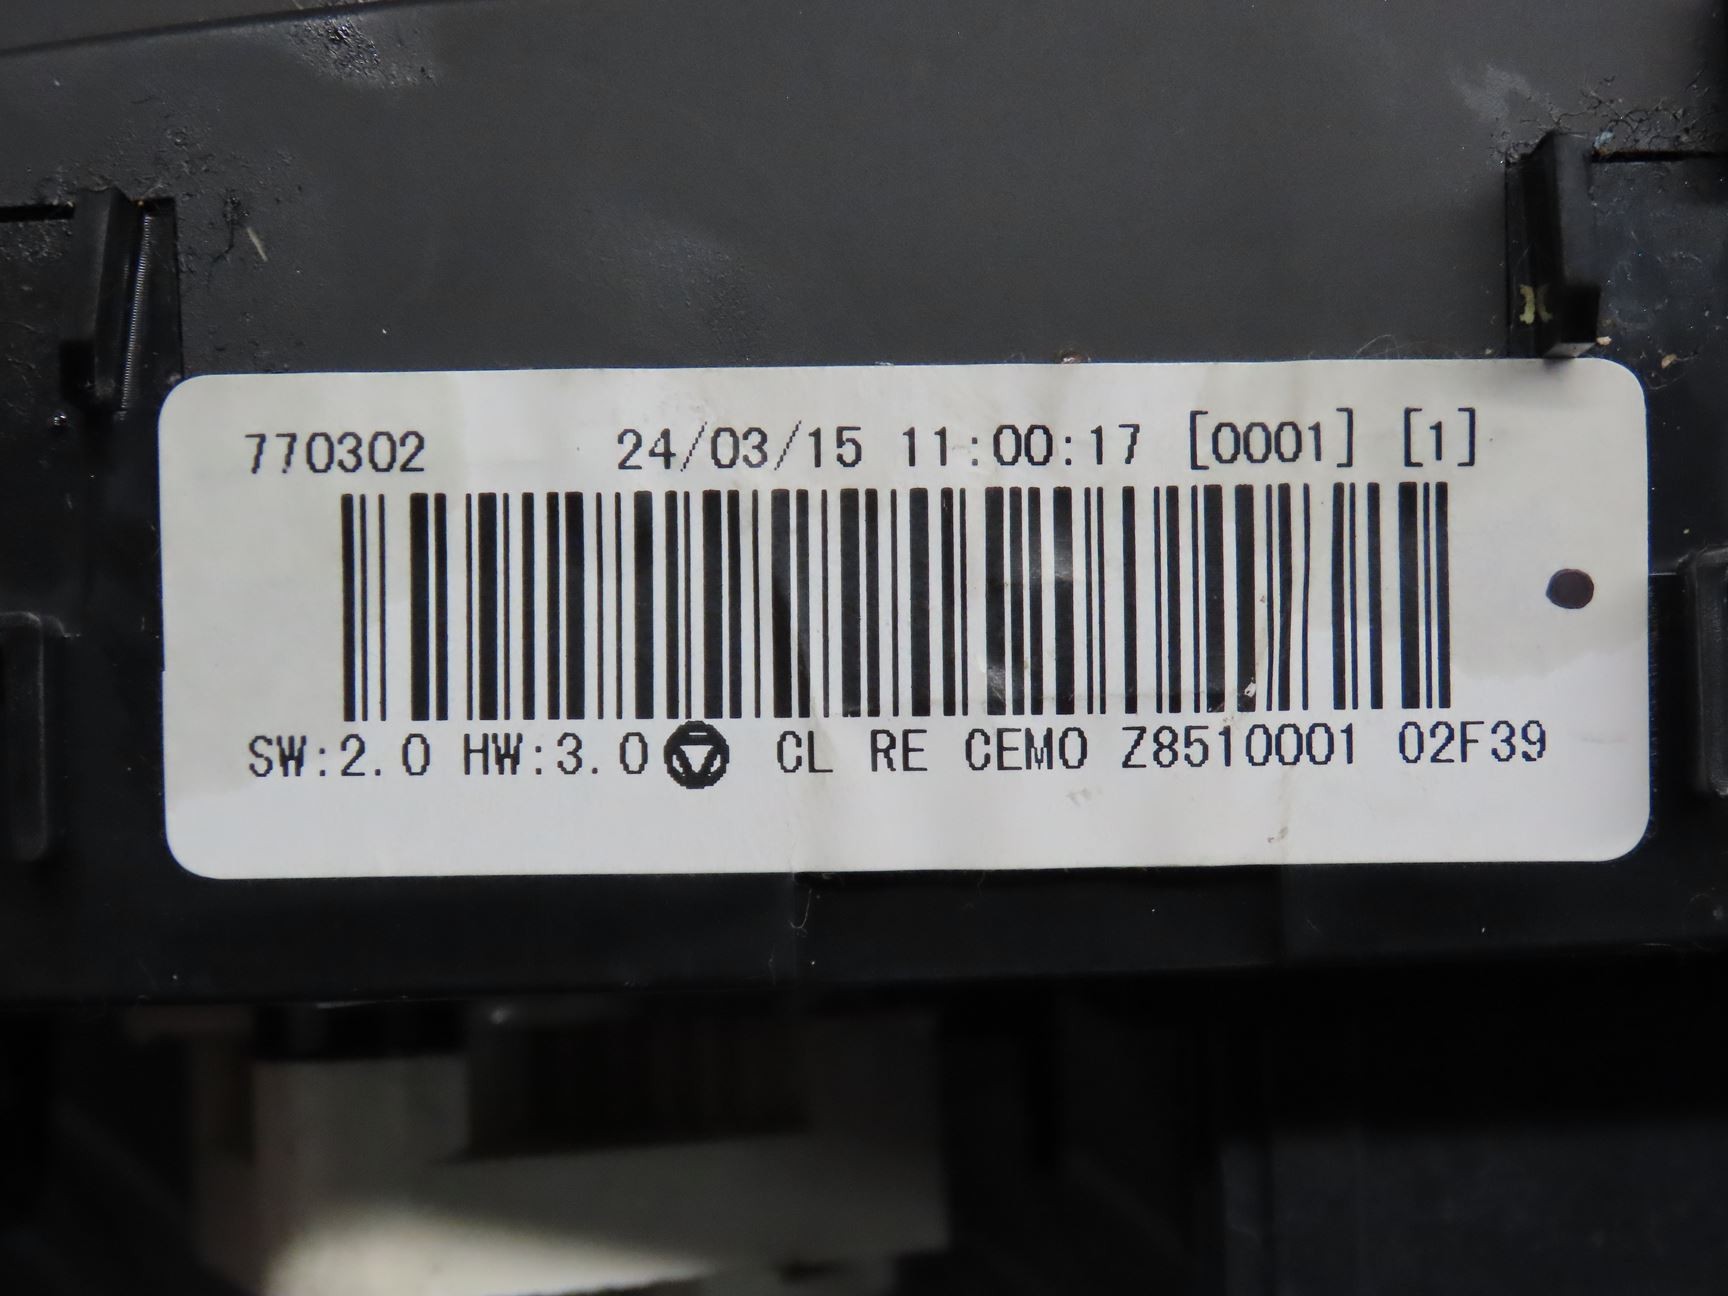 770302 24/03/15 11:00:17 [0001] [1]
SW:2.0 HW:3.0 CL RE CEMO Z8510001 02F39